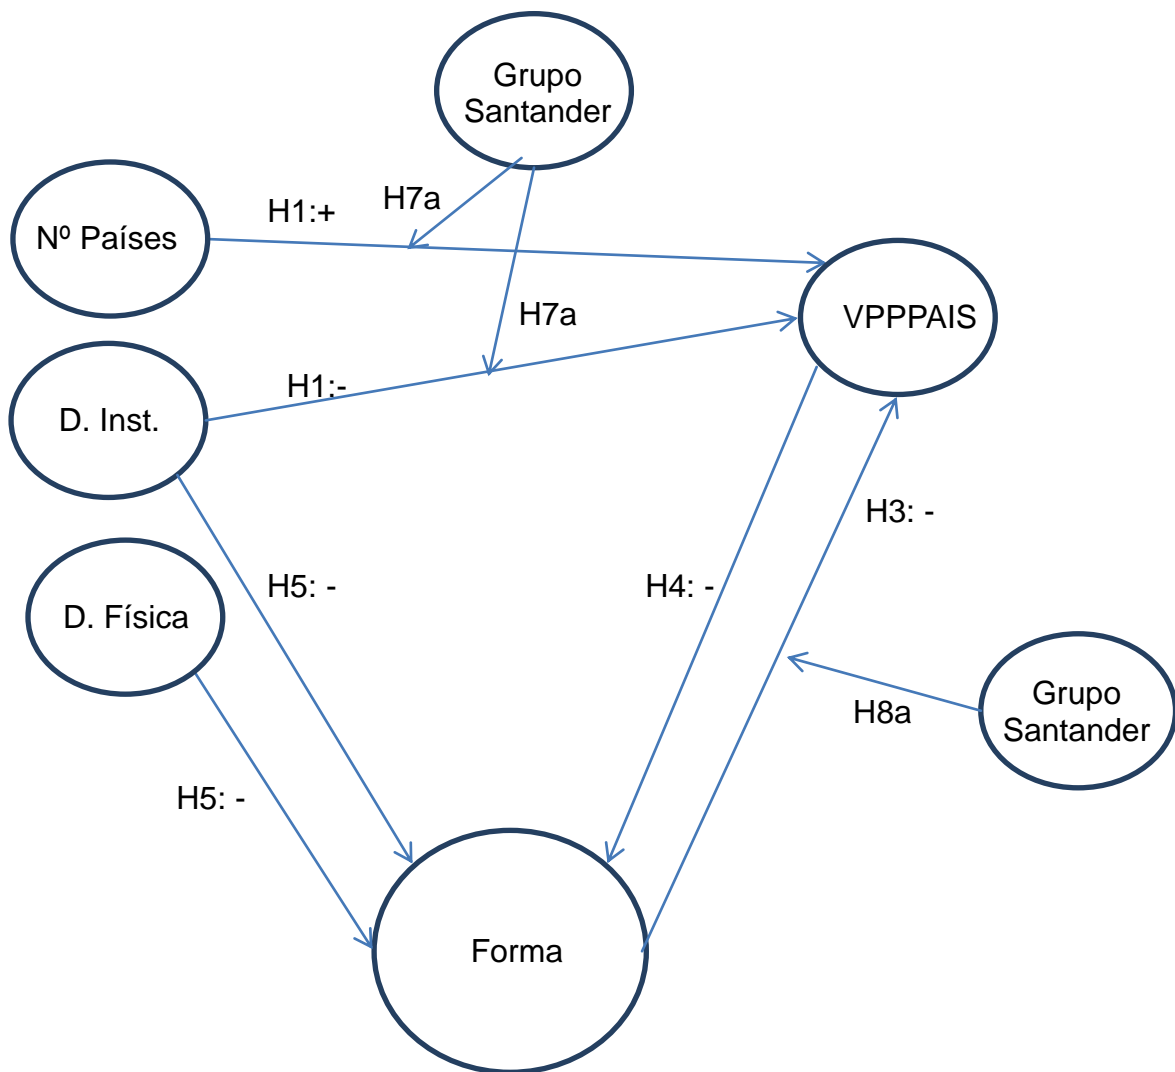 Grupo
Santander
H7a
H1:+
Nº Países
H7a
VPPPAIS
H1:-
D. Inst.
H3: -
H5: -
H4: -
D. Física
Grupo
Santander
H8a
H5: -
Forma